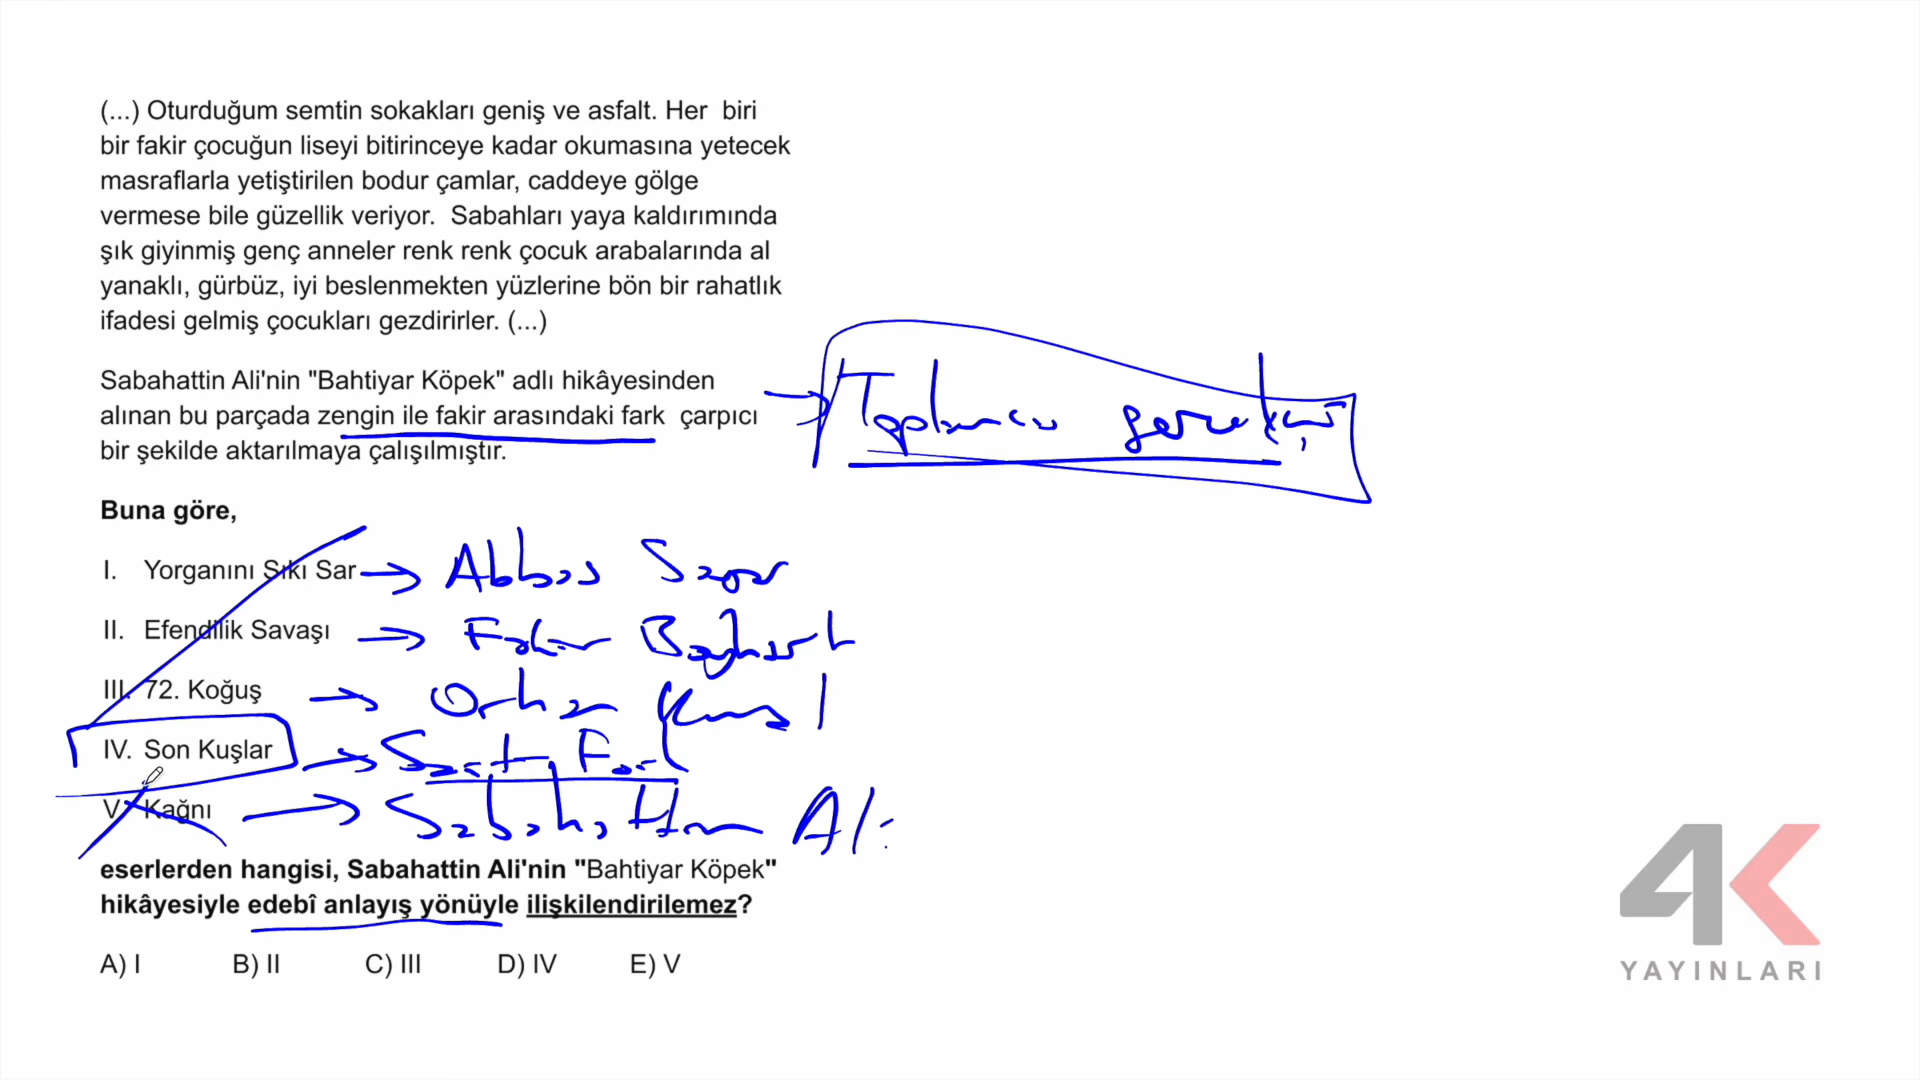 (...) Oturduğum semtin sokakları geniş ve asfalt. Her biri
bir fakir çocuğun liseyi bitirinceye kadar okumasına yetecek
masraflarla yetiştirilen bodur çamlar, caddeye gölge
vermese bile güzellik veriyor. Sabahları yaya kaldırımında
şık giyinmiş genç anneler renk renk çocuk arabalarında al
yanaklı, gürbüz, iyi beslenmekten yüzlerine bön bir rahatlık
ifadesi gelmiş çocukları gezdirirler. (...)
Sabahattin Ali'nin "Bahtiyar Köpek" adlı hikâyesinden
alınan bu parçada zengin ile fakir arasındaki fark çarpıcı
bir şekilde aktarılmaya çalışılmıştır.
Toplumcu gerçekçi
Buna göre,
I. Yorganını Sıkı Sar Abbas Sayar
II. Efendilik Savaşı Fakir Baykurt
III. 72. Koğuş Orhan Kemal
IV. Son Kuşlar Sait Faik
V. Kağnı Sabahattin Ali
eserlerden hangisi, Sabahattin Ali'nin "Bahtiyar Köpek"
hikâyesiyle edebî anlayış yönüyle ilişkilendirilemez?
A) I B) II C) III D) IV E) V
4K
YAYINLARI